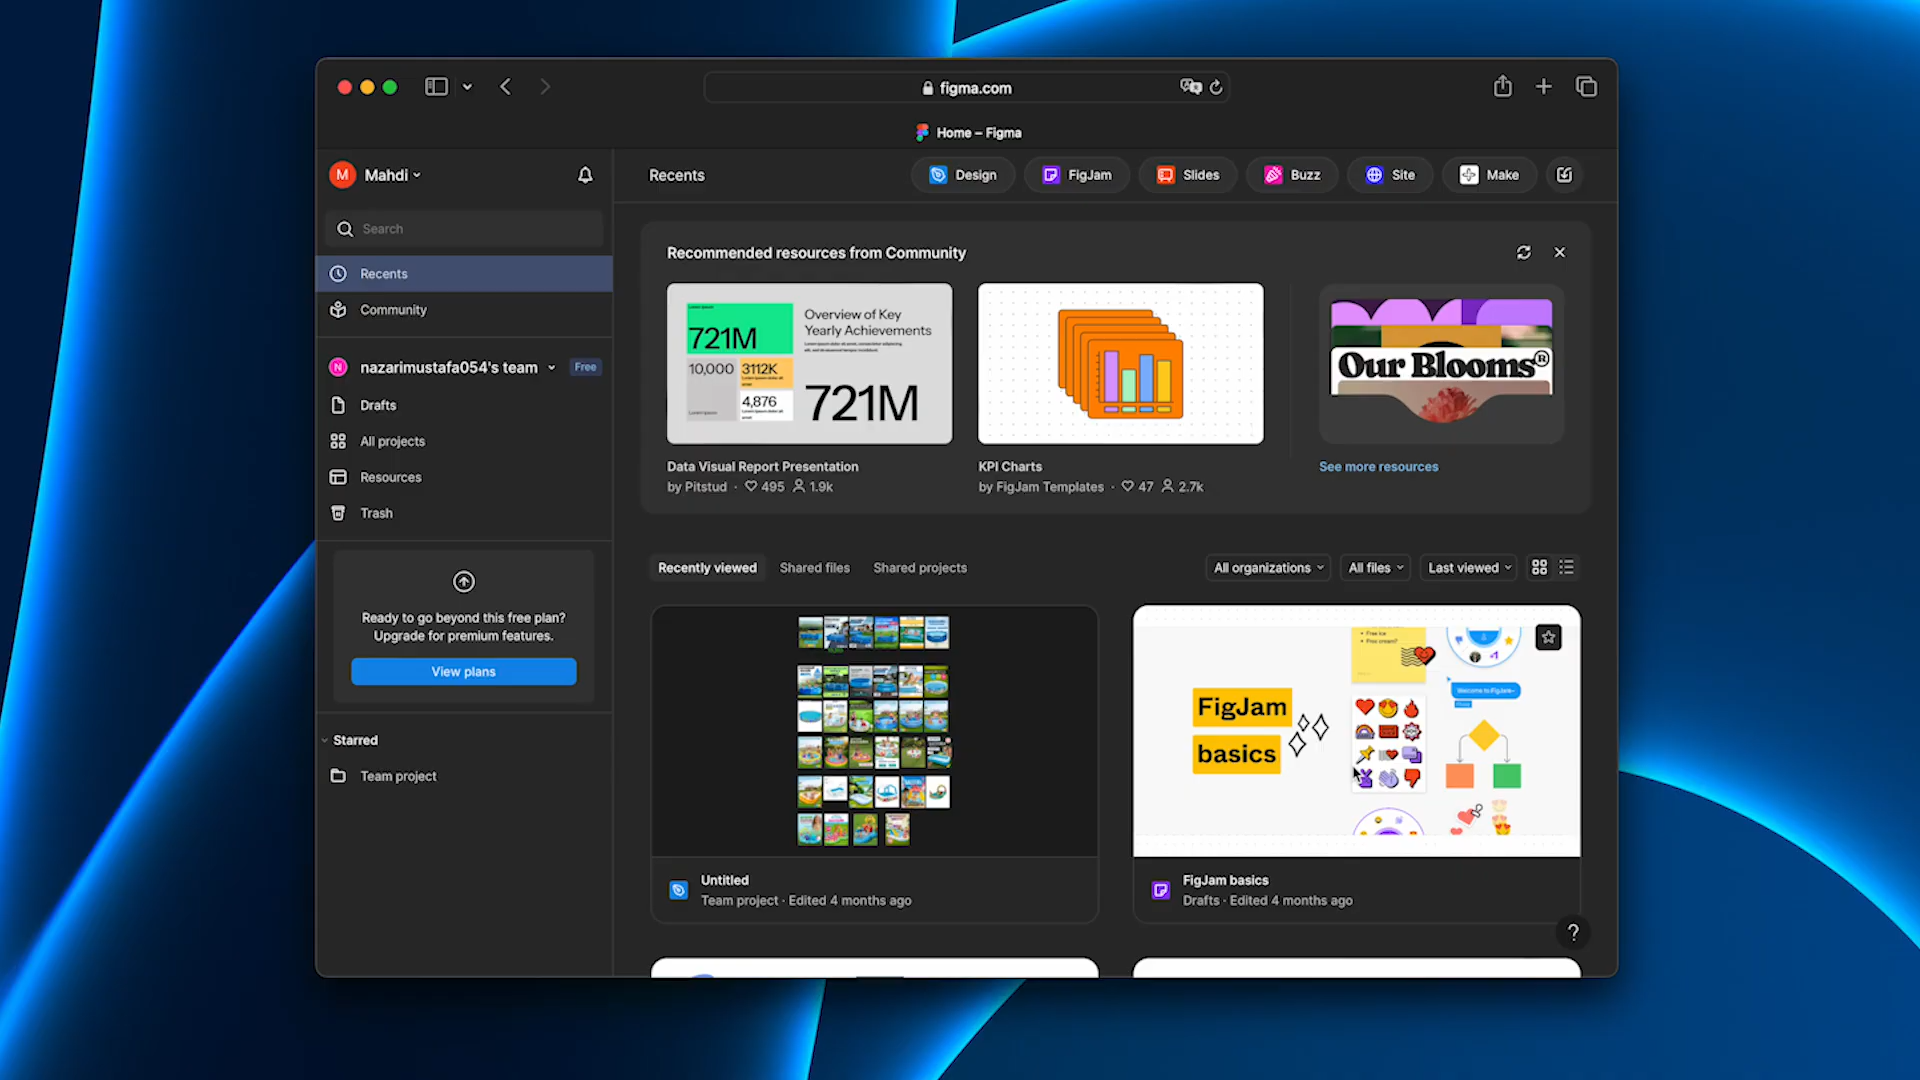 figma.com
Home – Figma
M Mahdi
Search
Recents
Community
N nazarimustafa054's team Free
Drafts
All projects
Resources
Trash
Ready to go beyond this free plan?
Upgrade for premium features.
View plans
Starred
Team project
Recents
Design
FigJam
Slides
Buzz
Site
Make
Recommended resources from Community
721M
10,000
3112K
4,876
Overview of Key
Yearly Achievements
721M
Our Blooms®
Data Visual Report Presentation
by Pitstud · 495 1.9k
KPI Charts
by FigJam Templates · 47 2.7k
See more resources
Recently viewed
Shared files
Shared projects
All organizations
All files
Last viewed
FigJam
basics
Free ice
Welcome to FigJam
Untitled
Team project · Edited 4 months ago
FigJam basics
Drafts · Edited 4 months ago
?